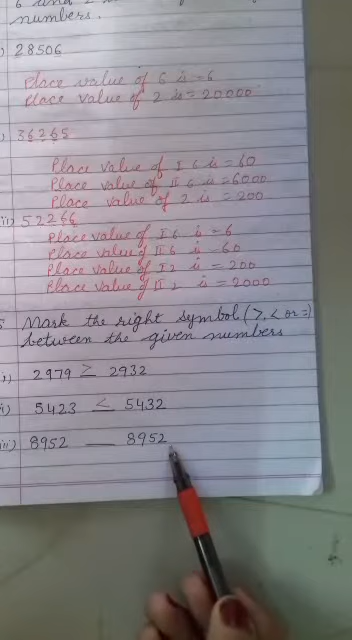 numbers.
28506
Place value of 6 is = 6
Place value of 2 is = 20000
36265
Place value of I 6 is = 60
Place value of II 6 is = 6000
Place value of 2 is = 200
ii) 52266
Place value of I 6 is = 6
Place value of II 6 is = 60
Place value of I 2 is = 200
Place value of II 2 is = 2000
5 Mark the right symbol (>, < or =)
between the given numbers
i) 2979 > 2932
ii) 5423 < 5432
iii) 8952 __ 8952